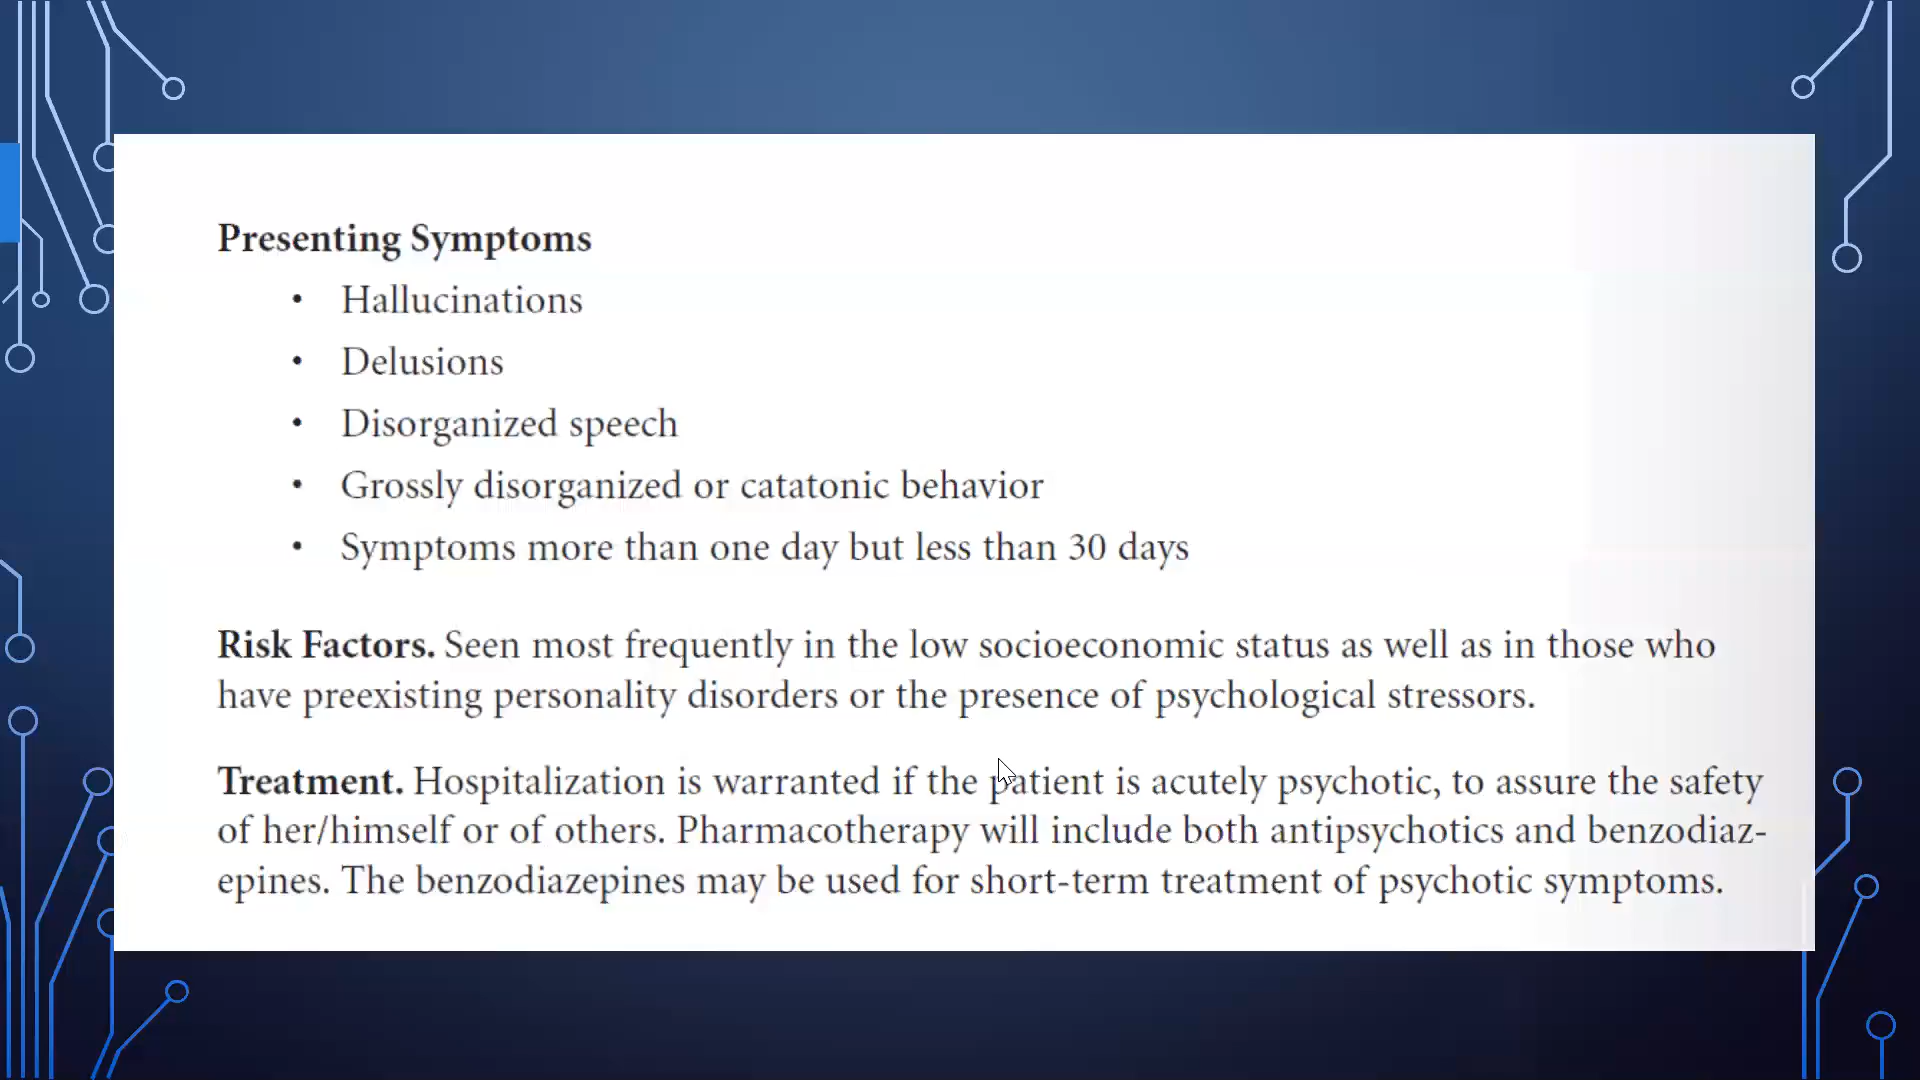 Presenting Symptoms
• Hallucinations
• Delusions
• Disorganized speech
• Grossly disorganized or catatonic behavior
• Symptoms more than one day but less than 30 days
Risk Factors. Seen most frequently in the low socioeconomic status as well as in those who
have preexisting personality disorders or the presence of psychological stressors.
Treatment. Hospitalization is warranted if the patient is acutely psychotic, to assure the safety
of her/himself or of others. Pharmacotherapy will include both antipsychotics and benzodiaz-
epines. The benzodiazepines may be used for short-term treatment of psychotic symptoms.